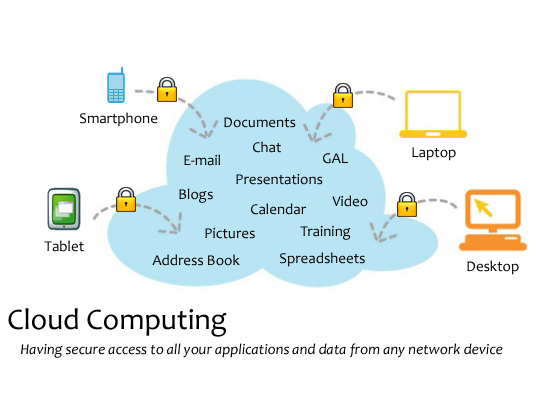 Smartphone
Documents
Chat
E-mail
GAL
Laptop
Presentations
Blogs
Video
Calendar
Tablet
Pictures
Training
Address Book
Spreadsheets
Desktop
Cloud Computing
Having secure access to all your applications and data from any network device